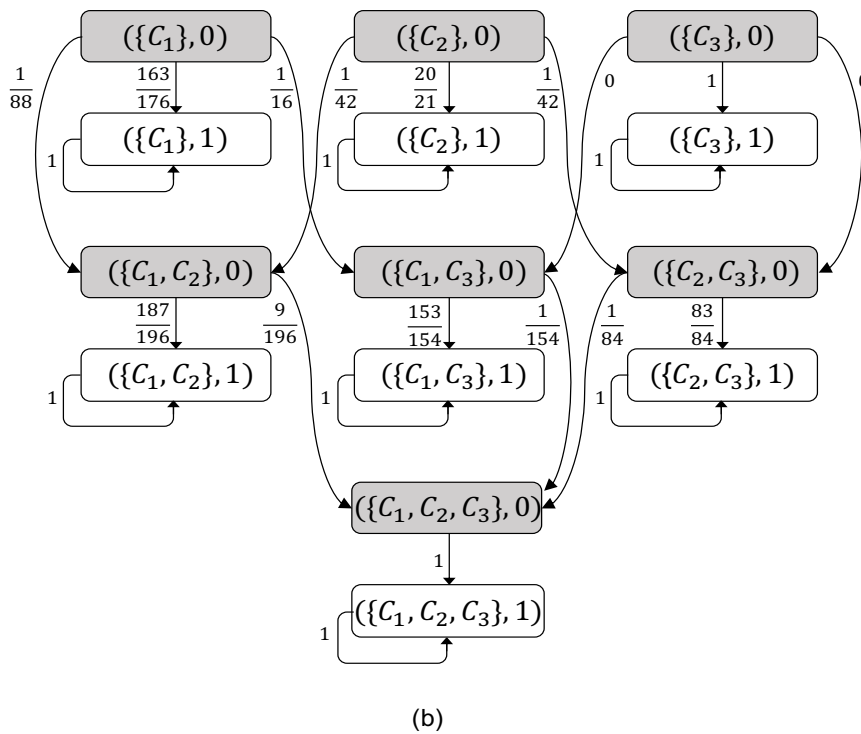 ({C₁}, 0) ({C₂}, 0) ({C₃}, 0)
1/88 163/176 1/16 1/42 20/21 1/42 0 1 0
({C₁}, 1) ({C₂}, 1) ({C₃}, 1)
1 1 1
({C₁, C₂}, 0) ({C₁, C₃}, 0) ({C₂, C₃}, 0)
187/196 9/196 153/154 1/154 1/84 83/84
({C₁, C₂}, 1) ({C₁, C₃}, 1) ({C₂, C₃}, 1)
1 1 1
({C₁, C₂, C₃}, 0)
1
({C₁, C₂, C₃}, 1)
1
(b)